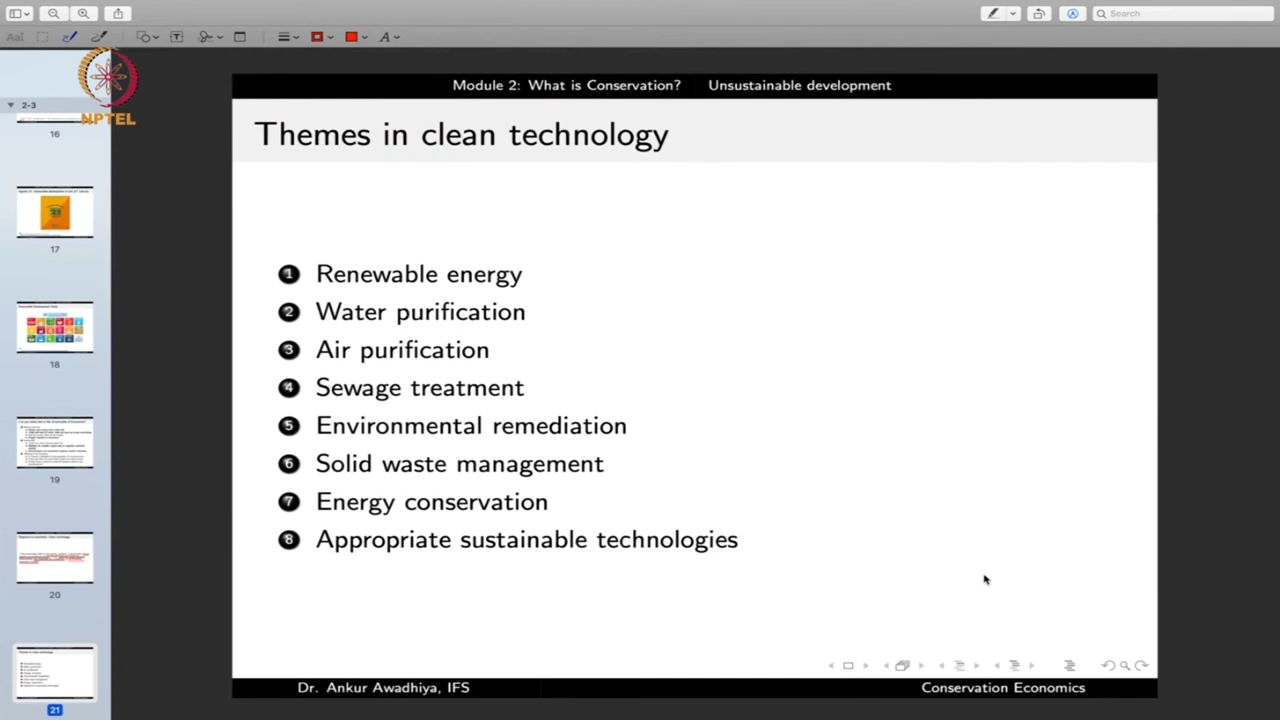 Search
NPTEL
2-3
16
17
18
19
20
21
Module 2: What is Conservation? Unsustainable development
Themes in clean technology
1 Renewable energy
2 Water purification
3 Air purification
4 Sewage treatment
5 Environmental remediation
6 Solid waste management
7 Energy conservation
8 Appropriate sustainable technologies
Dr. Ankur Awadhiya, IFS Conservation Economics